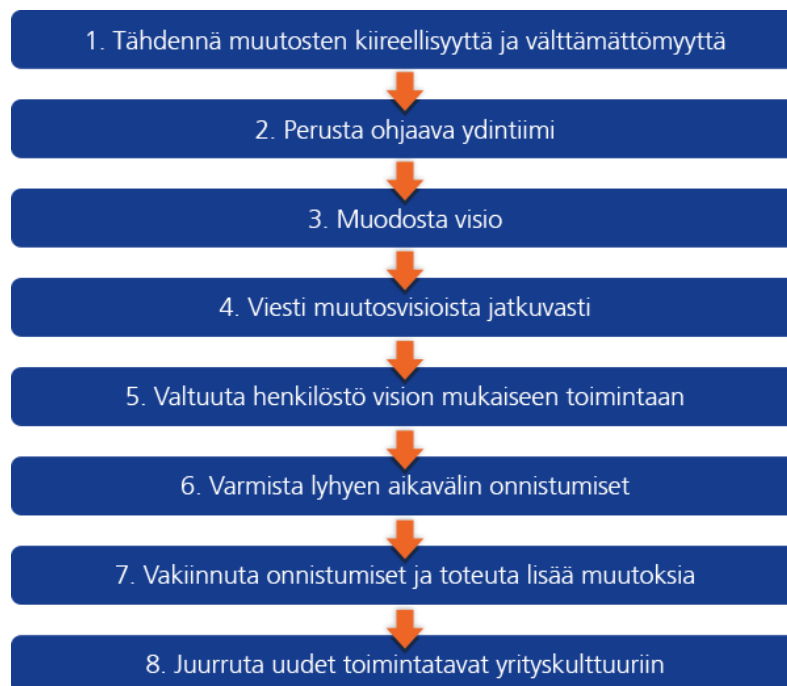 1. Tähdennä muutosten kiireellisyyttä ja välttämättömyyttä
2. Perusta ohjaava ydintiimi
3. Muodosta visio
4. Viesti muutosvisioista jatkuvasti
5. Valtuuta henkilöstö vision mukaiseen toimintaan
6. Varmista lyhyen aikavälin onnistumiset
7. Vakiinnuta onnistumiset ja toteuta lisää muutoksia
8. Juurruta uudet toimintatavat yrityskulttuuriin